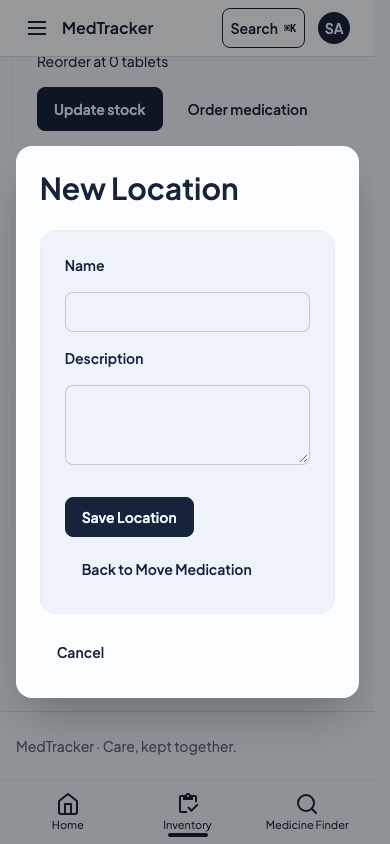 MedTracker
Search ⌘K
SA
Reorder at 0 tablets
Update stock
Order medication
New Location
Name
Description
Save Location
Back to Move Medication
Cancel
MedTracker · Care, kept together.
Home
Inventory
Medicine Finder